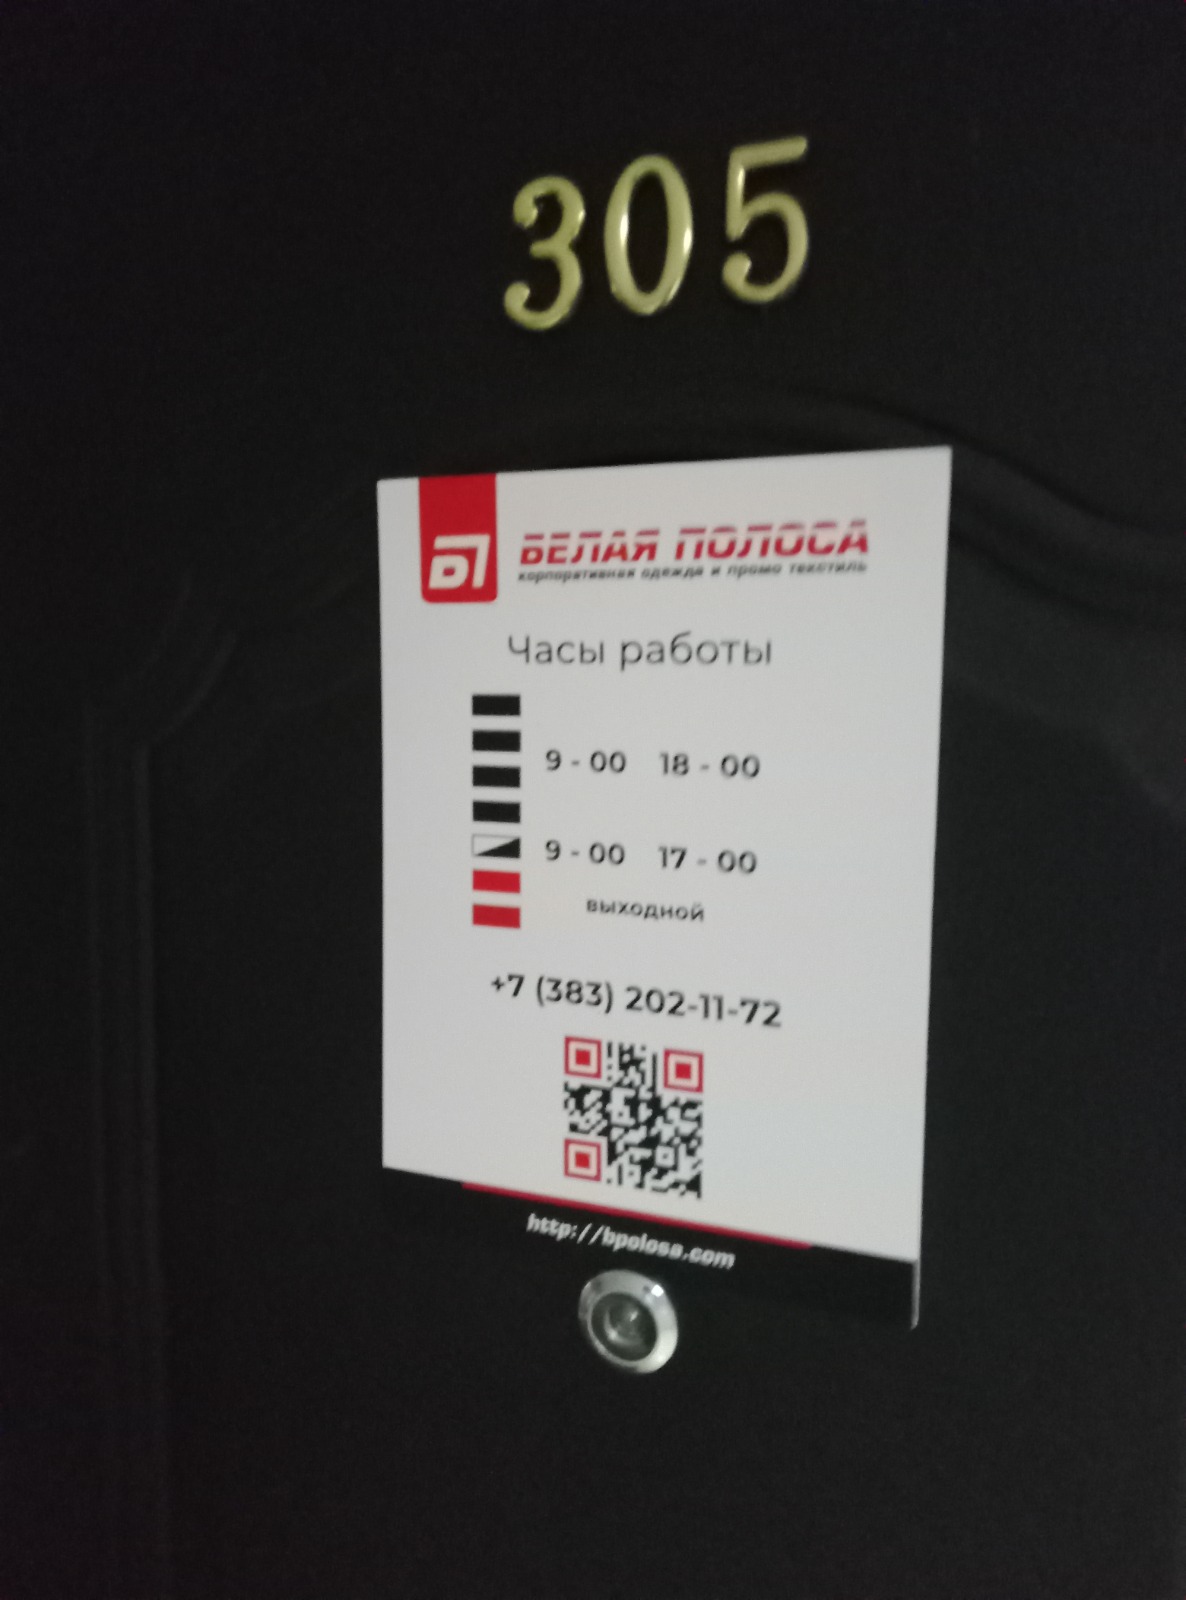 305
БП
БЕЛАЯ ПОЛОСА
корпоративная одежда и промо текстиль
Часы работы
9 - 00 18 - 00
9 - 00 17 - 00
выходной
+7 (383) 202-11-72
http://bpolosa.com